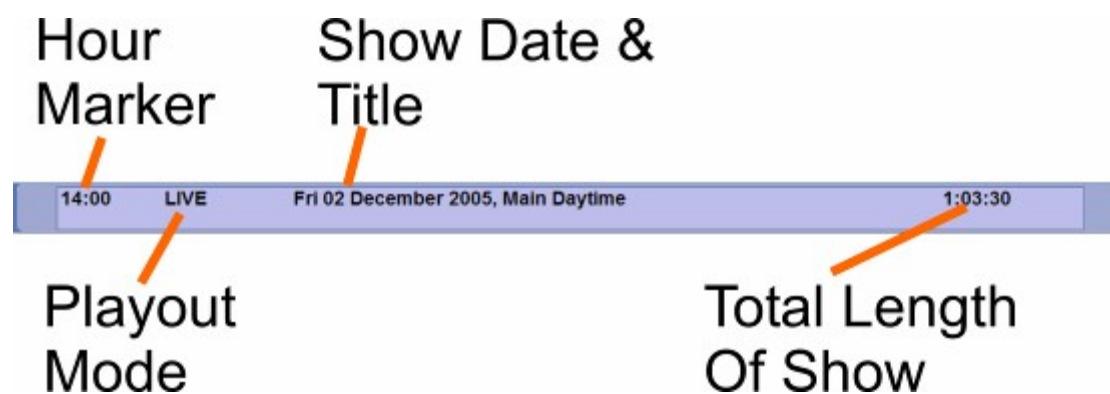 Hour
Marker
Show Date &
Title
14:00 LIVE Fri 02 December 2005, Main Daytime 1:03:30
Playout
Mode
Total Length
Of Show